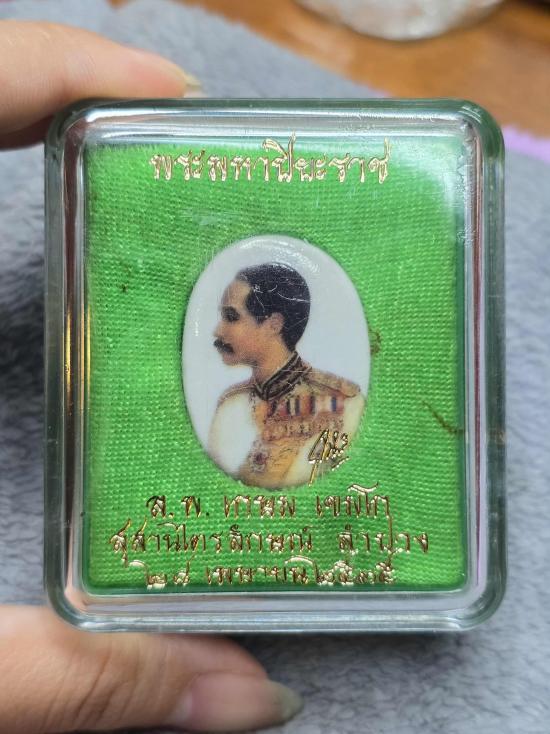 พระมหาปิยะราช
ล.พ. เกษม เขมโก
สุสานไตรลักษณ์ ลำปาง
๒๘ เมษายน ๒๕๓๕